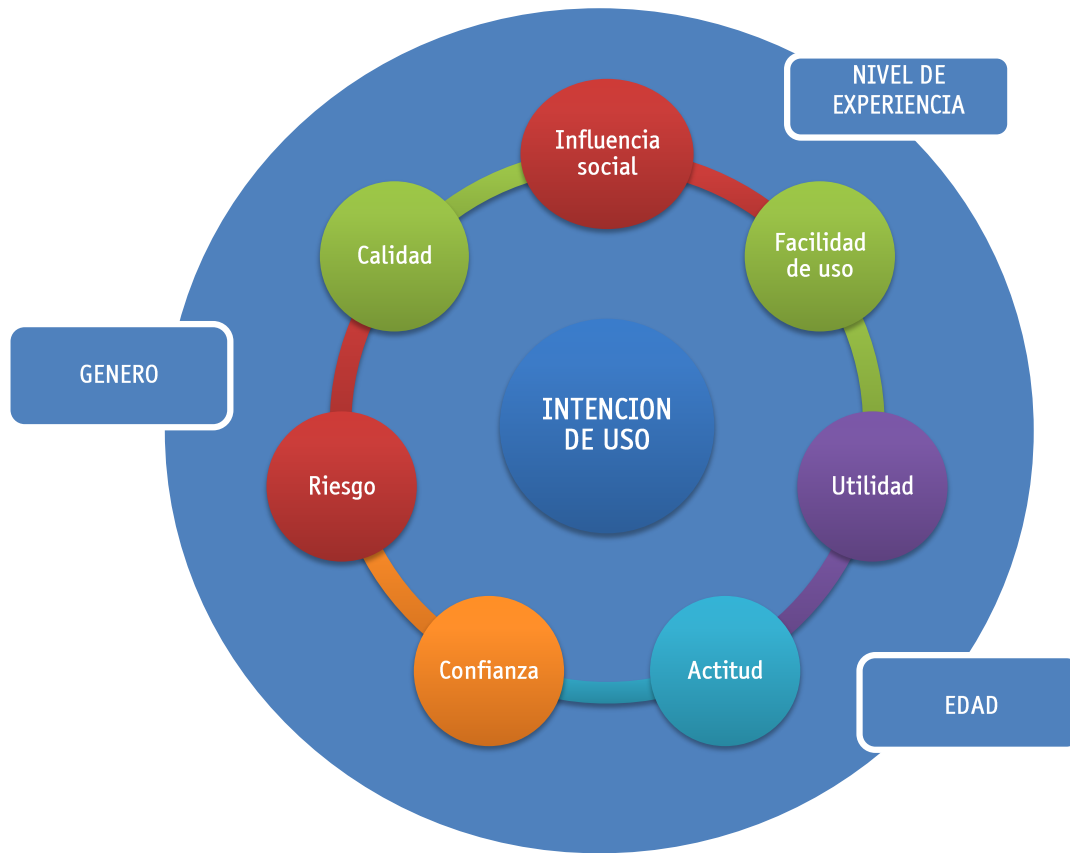 NIVEL DE
EXPERIENCIA
Influencia
social
Facilidad
de uso
Calidad
GENERO
INTENCION
DE USO
Riesgo
Utilidad
Confianza
Actitud
EDAD